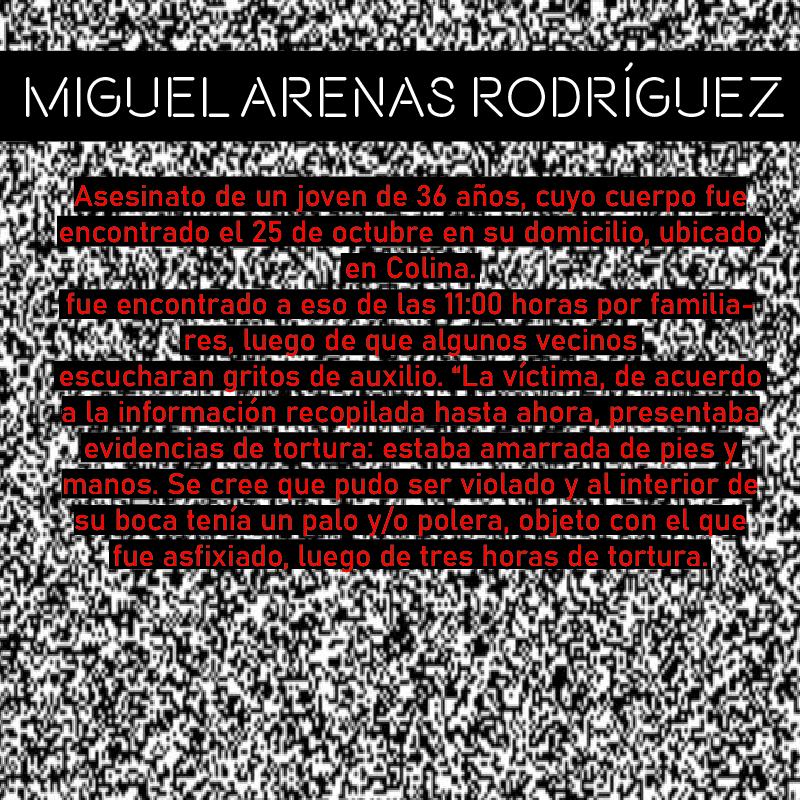 MIGUEL ARENAS RODRÍGUEZ
Asesinato de un joven de 36 años, cuyo cuerpo fue
encontrado el 25 de octubre en su domicilio, ubicado
en Colina.
fue encontrado a eso de las 11:00 horas por familia-
res, luego de que algunos vecinos
escucharan gritos de auxilio. “La víctima, de acuerdo
a la información recopilada hasta ahora, presentaba
evidencias de tortura: estaba amarrada de pies y
manos. Se cree que pudo ser violado y al interior de
su boca tenía un palo y/o polera, objeto con el que
fue asfixiado, luego de tres horas de tortura.